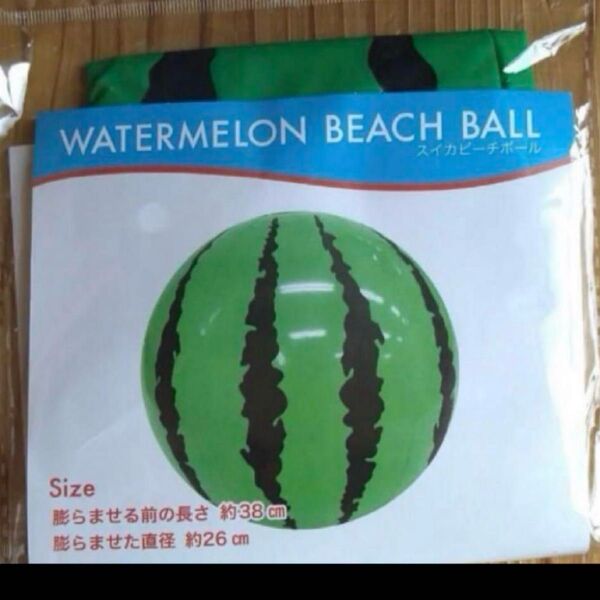 WATERMELON BEACH BALL
スイカビーチボール
Size
膨らませる前の長さ 約38㎝
膨らませた直径 約26㎝